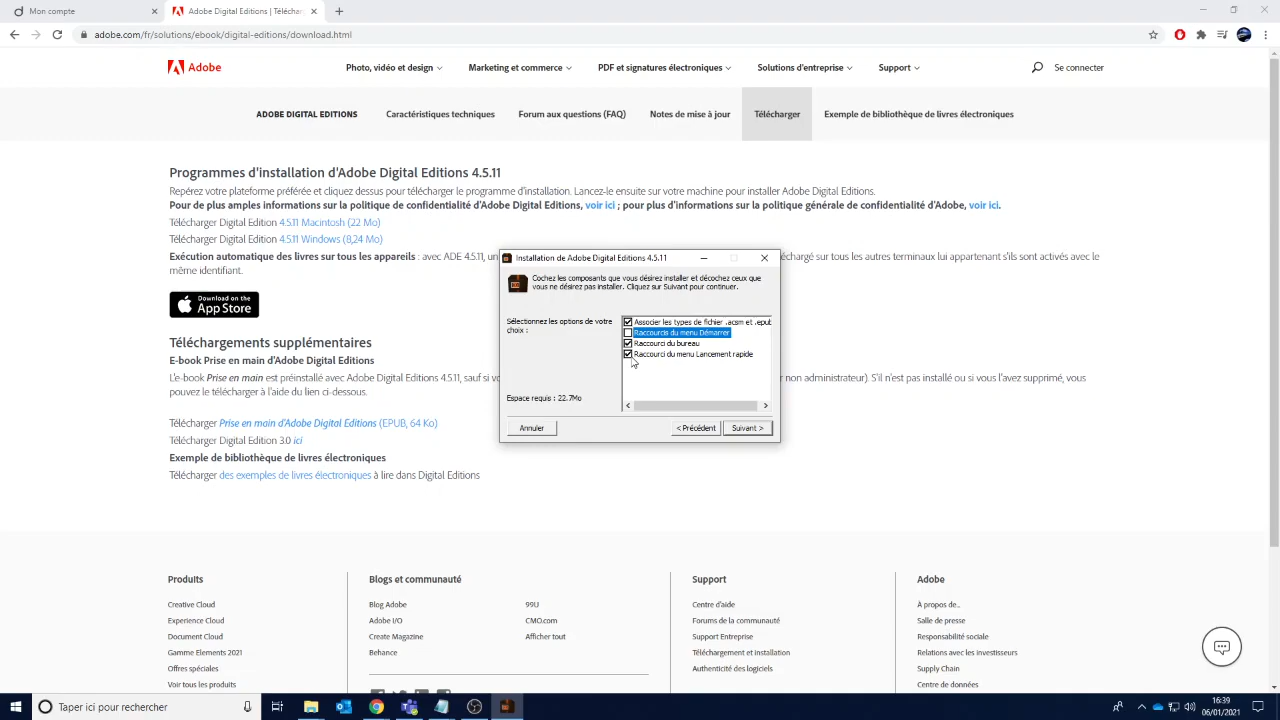 Mon compte
Adobe Digital Editions | Téléchar
adobe.com/fr/solutions/ebook/digital-editions/download.html
Adobe
Photo, vidéo et design
Marketing et commerce
PDF et signatures électroniques
Solutions d'entreprise
Support
Se connecter
ADOBE DIGITAL EDITIONS
Caractéristiques techniques
Forum aux questions (FAQ)
Notes de mise à jour
Télécharger
Exemple de bibliothèque de livres électroniques
Programmes d'installation d'Adobe Digital Editions 4.5.11
Repérez votre plateforme préférée et cliquez dessus pour télécharger le programme d'installation. Lancez-le ensuite sur votre machine pour installer Adobe Digital Editions.
Pour de plus amples informations sur la politique de confidentialité d'Adobe Digital Editions, voir ici ; pour plus d'informations sur la politique générale de confidentialité d'Adobe, voir ici.
Télécharger Digital Edition 4.5.11 Macintosh (22 Mo)
Télécharger Digital Edition 4.5.11 Windows (8,24 Mo)
Exécution automatique des livres sur tous les appareils : avec ADE 4.5.11, un
chargé sur tous les autres terminaux lui appartenant s'ils sont activés avec le
même identifiant.
Download on the
App Store
Téléchargements supplémentaires
E-book Prise en main d'Adobe Digital Editions
L'e-book Prise en main est préinstallé avec Adobe Digital Editions 4.5.11, sauf si vo
r non administrateur). S'il n'est pas installé ou si vous l'avez supprimé, vous
pouvez le télécharger à l'aide du lien ci-dessous.
Télécharger Prise en main d'Adobe Digital Editions (EPUB, 64 Ko)
Télécharger Digital Edition 3.0 ici
Exemple de bibliothèque de livres électroniques
Télécharger des exemples de livres électroniques à lire dans Digital Editions
Installation de Adobe Digital Editions 4.5.11
Cochez les composants que vous désirez installer et décochez ceux que
vous ne désirez pas installer. Cliquez sur Suivant pour continuer.
Sélectionnez les options de votre
choix :
Associer les types de fichier .acsm et .epub
Raccourcis du menu Démarrer
Raccourci du bureau
Raccourci du menu Lancement rapide
Espace requis : 22.7Mo
Annuler
< Précédent
Suivant >
Produits
Creative Cloud
Experience Cloud
Document Cloud
Gamme Elements 2021
Offres spéciales
Voir tous les produits
Blogs et communauté
Blog Adobe
Adobe I/O
Create Magazine
Behance
99U
CMO.com
Afficher tout
Support
Centre d'aide
Forums de la communauté
Support Entreprise
Téléchargement et installation
Authenticité des logiciels
Adobe
À propos de..
Salle de presse
Responsabilité sociale
Relations avec les investisseurs
Supply Chain
Centre de données
Taper ici pour rechercher
16:39
06/01/2021